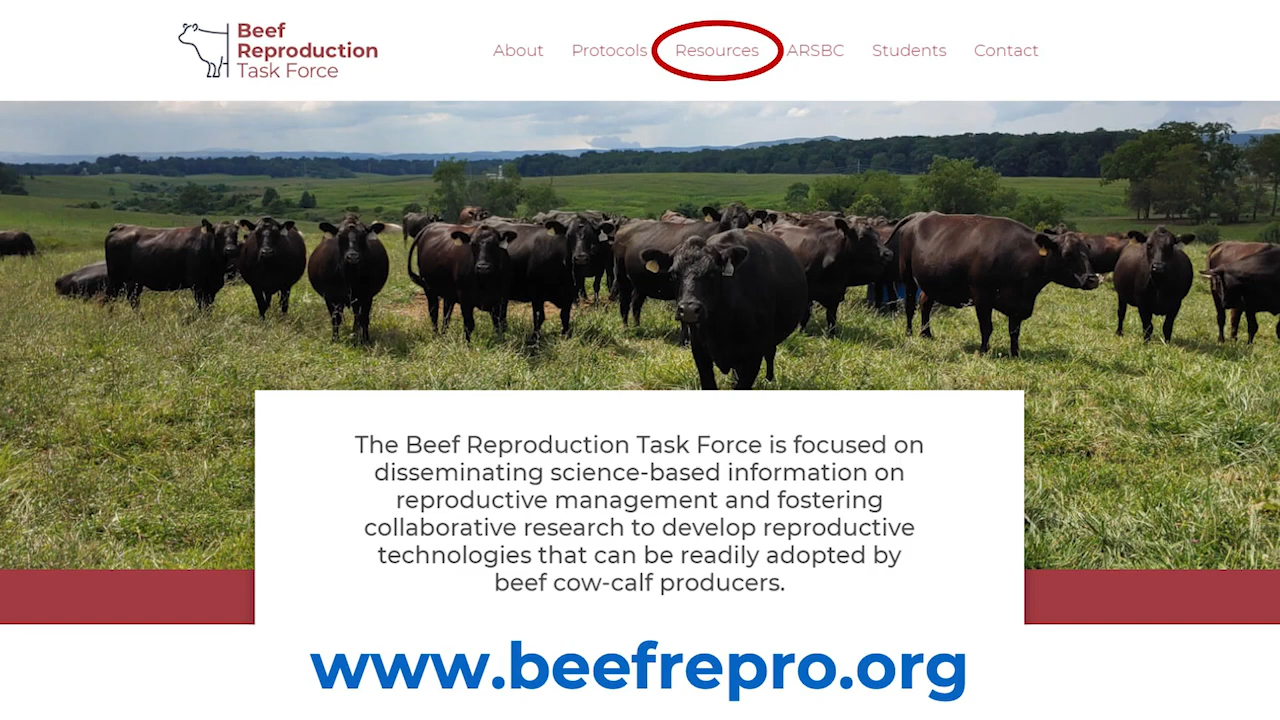 Beef
Reproduction
Task Force
About Protocols Resources ARSBC Students Contact
The Beef Reproduction Task Force is focused on
disseminating science-based information on
reproductive management and fostering
collaborative research to develop reproductive
technologies that can be readily adopted by
beef cow-calf producers.
www.beefrepro.org